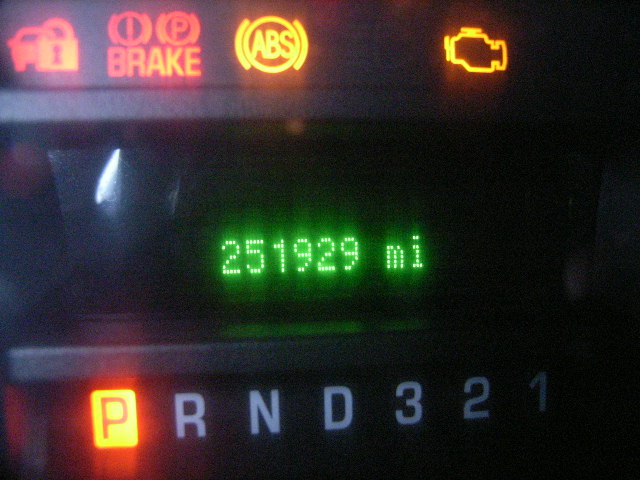 (!) (P) ABS
BRAKE
251929 mi
P R N D 3 2 1